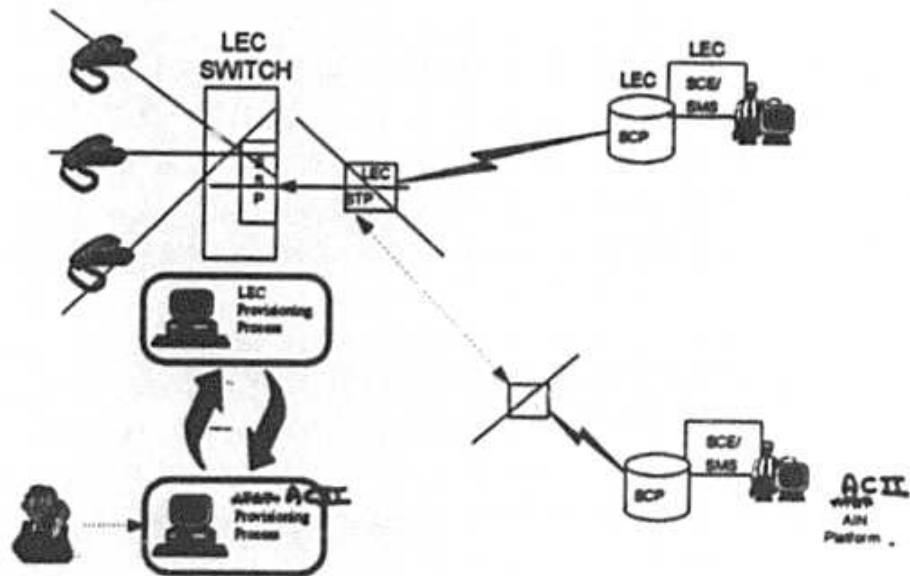 LEC
SWITCH
S
P
LEC
STP
LEC
LEC
SCE/
SMS
SCP
LEC
Provisioning
Process
ACII
Provisioning
Process
SCE/
SMS
SCP
ACII
AIN
Platform .